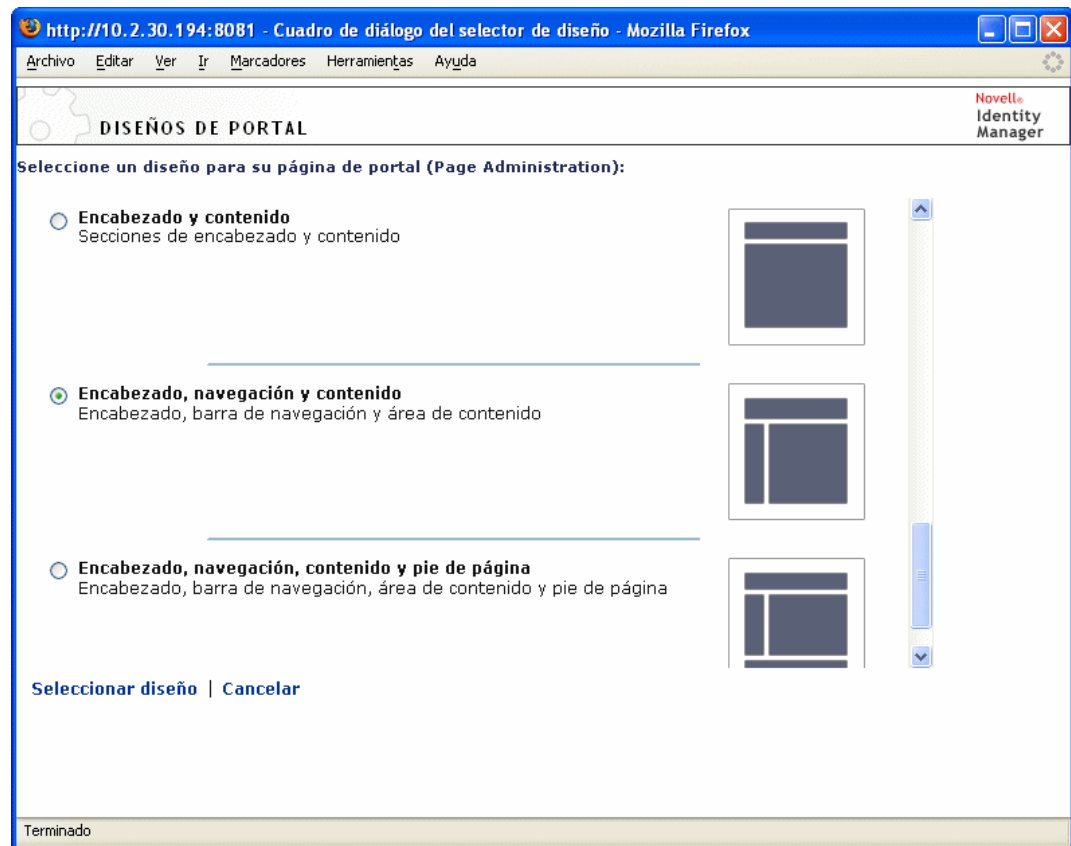 http://10.2.30.194:8081 - Cuadro de diálogo del selector de diseño - Mozilla Firefox
Archivo Editar Ver Ir Marcadores Herramientas Ayuda
DISEÑOS DE PORTAL
Novell®
Identity
Manager
Seleccione un diseño para su página de portal (Page Administration):
Encabezado y contenido
Secciones de encabezado y contenido
Encabezado, navegación y contenido
Encabezado, barra de navegación y área de contenido
Encabezado, navegación, contenido y pie de página
Encabezado, barra de navegación, área de contenido y pie de página
Seleccionar diseño | Cancelar
Terminado